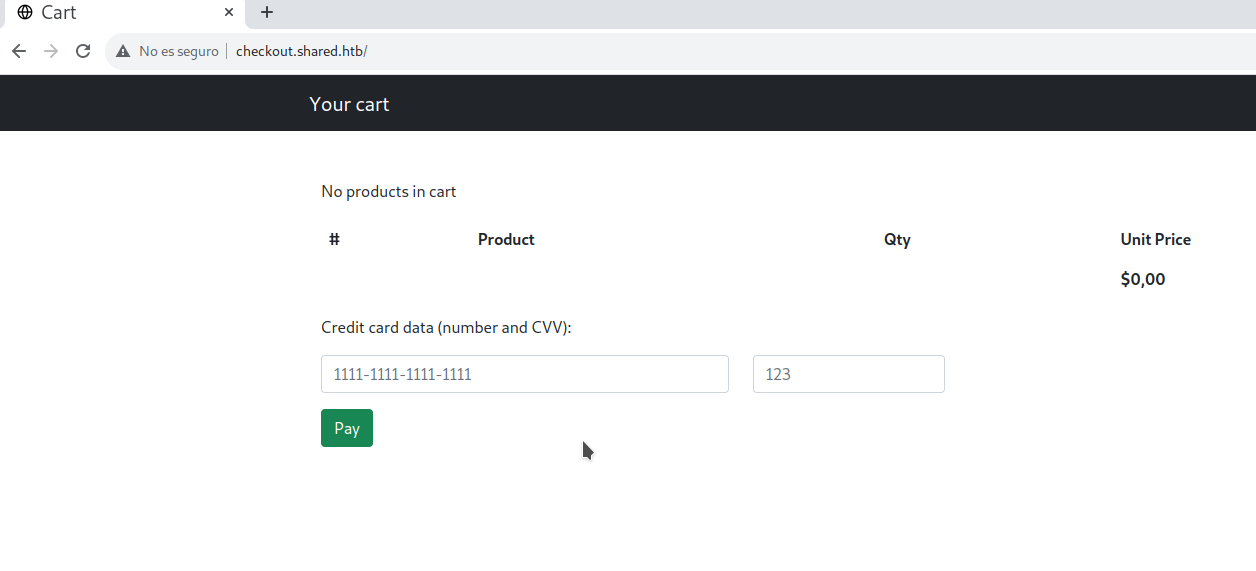 Cart
No es seguro checkout.shared.htb/
Your cart
No products in cart
# Product Qty Unit Price
$0,00
Credit card data (number and CVV):
1111-1111-1111-1111 123
Pay